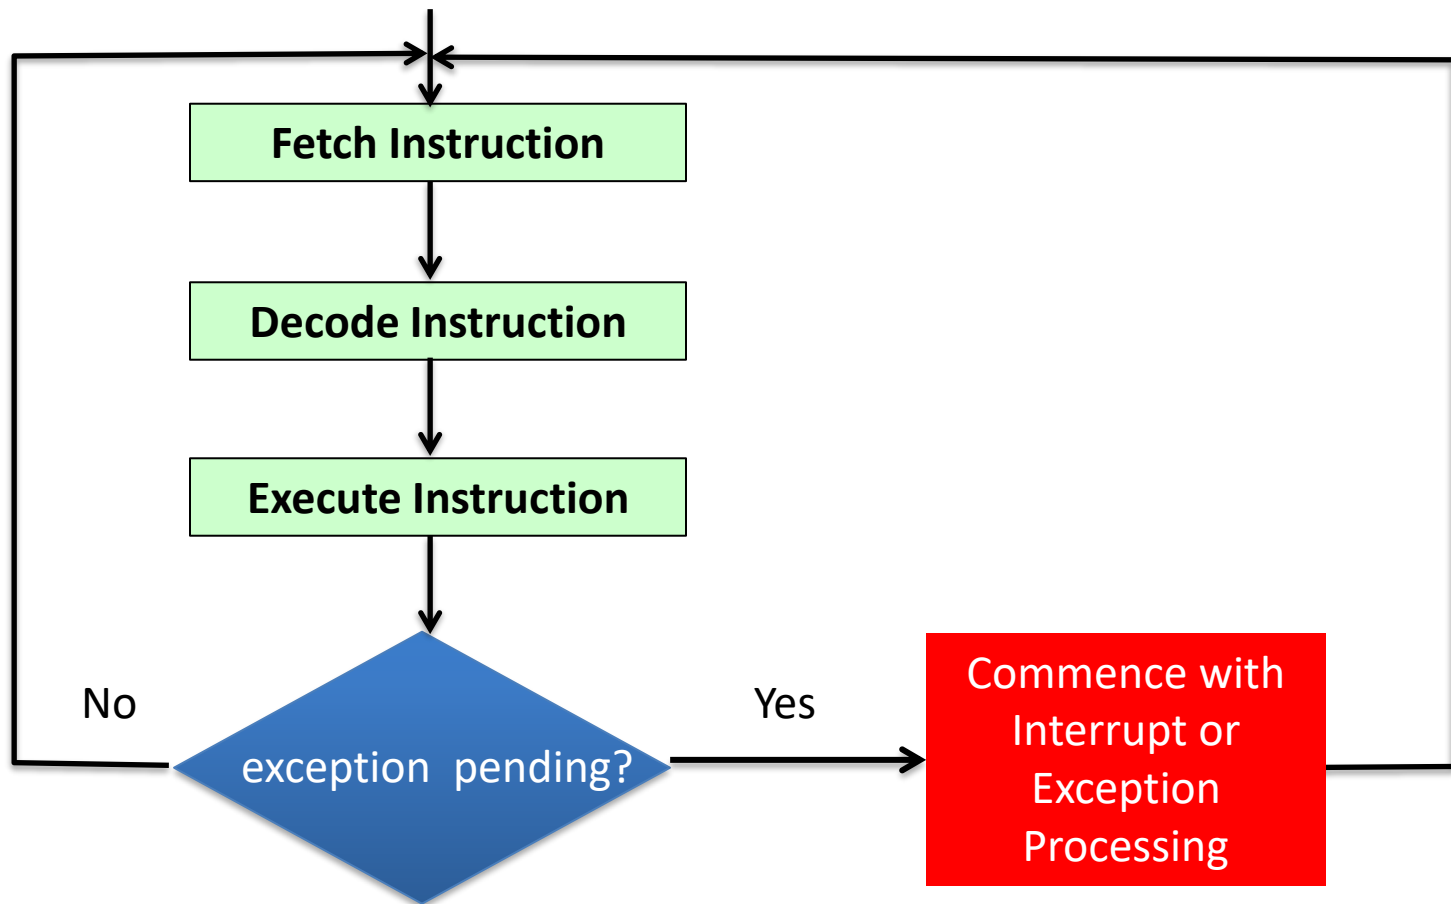 Fetch Instruction
Decode Instruction
Execute Instruction
No
exception pending?
Yes
Commence with
Interrupt or
Exception
Processing